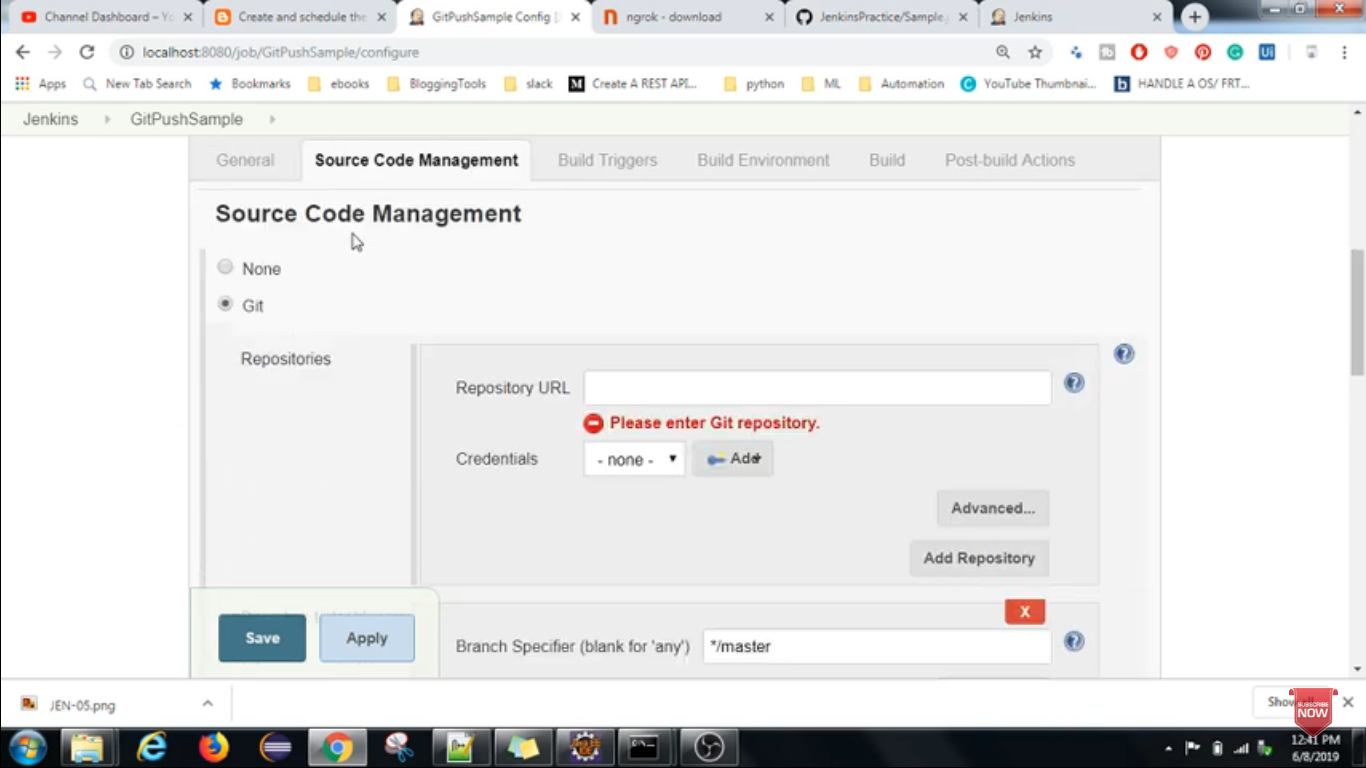 Channel Dashboard – Y
Create and schedule the
GitPushSample Config [
ngrok - download
JenkinsPractice/Sample.
Jenkins
localhost:8080/job/GitPushSample/configure
Apps
New Tab Search
Bookmarks
ebooks
BloggingTools
slack
M
Create A REST API...
python
ML
Automation
YouTube Thumbnai...
HANDLE A OS/ FRT...
Jenkins
GitPushSample
General
Source Code Management
Build Triggers
Build Environment
Build
Post-build Actions
Source Code Management
None
Git
Repositories
Repository URL
Please enter Git repository.
Credentials
- none -
Add
Advanced...
Add Repository
X
Save
Apply
Branch Specifier (blank for 'any')
*/master
JEN-05.png
SUBSCRIBE
NOW
12:41 PM
6/8/2019